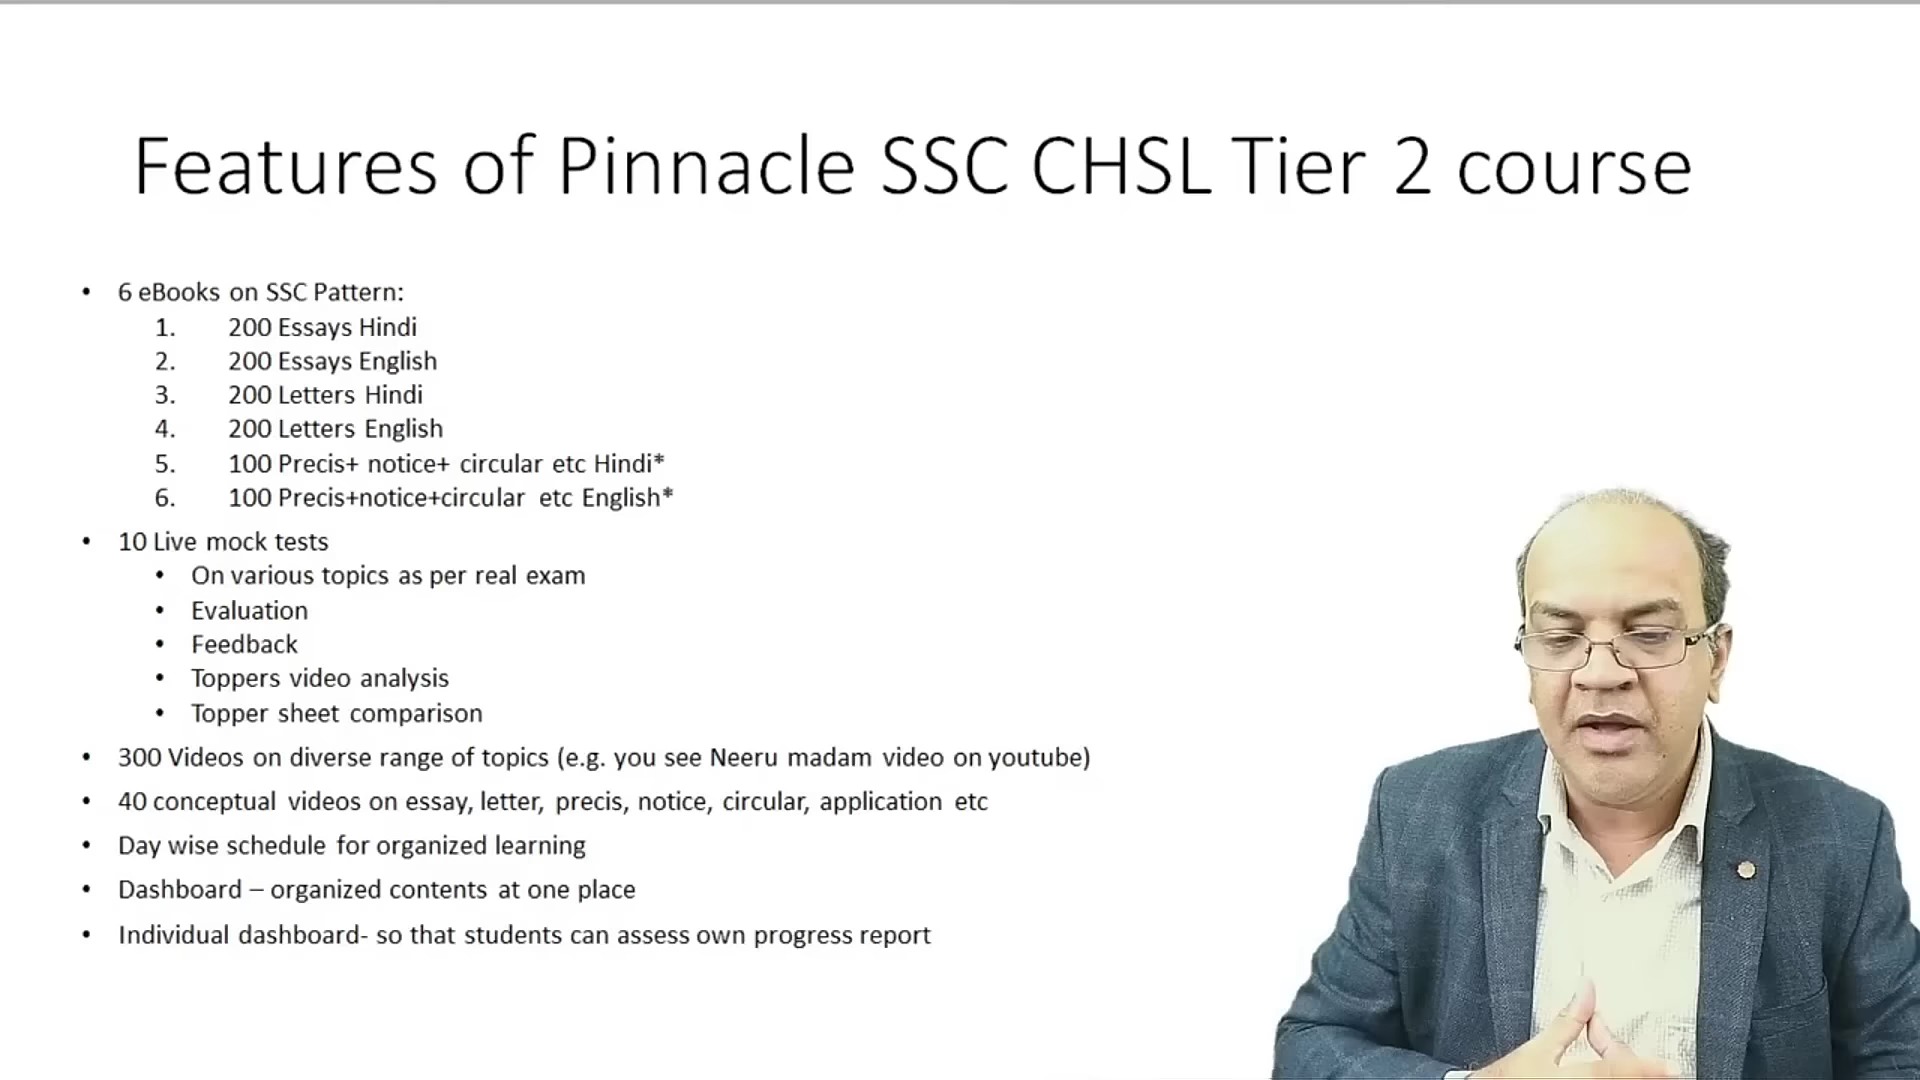 Features of Pinnacle SSC CHSL Tier 2 course
• 6 eBooks on SSC Pattern:
1. 200 Essays Hindi
2. 200 Essays English
3. 200 Letters Hindi
4. 200 Letters English
5. 100 Precis+ notice+ circular etc Hindi*
6. 100 Precis+notice+circular etc English*
• 10 Live mock tests
• On various topics as per real exam
• Evaluation
• Feedback
• Toppers video analysis
• Topper sheet comparison
• 300 Videos on diverse range of topics (e.g. you see Neeru madam video on youtube)
• 40 conceptual videos on essay, letter, precis, notice, circular, application etc
• Day wise schedule for organized learning
• Dashboard – organized contents at one place
• Individual dashboard- so that students can assess own progress report